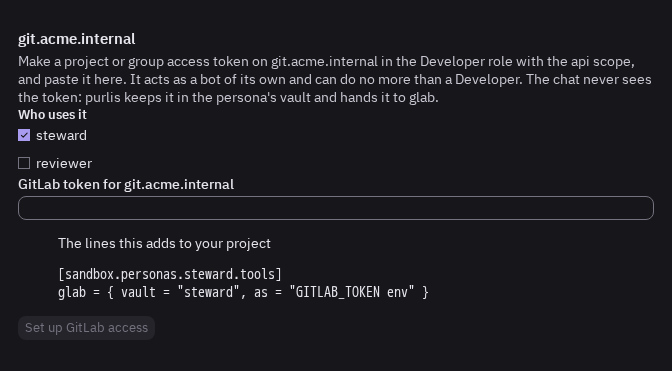 git.acme.internal
Make a project or group access token on git.acme.internal in the Developer role with the api scope,
and paste it here. It acts as a bot of its own and can do no more than a Developer. The chat never sees
the token: purlis keeps it in the persona's vault and hands it to glab.
Who uses it
steward
reviewer
GitLab token for git.acme.internal
The lines this adds to your project
[sandbox.personas.steward.tools]
glab = { vault = "steward", as = "GITLAB_TOKEN env" }
Set up GitLab access